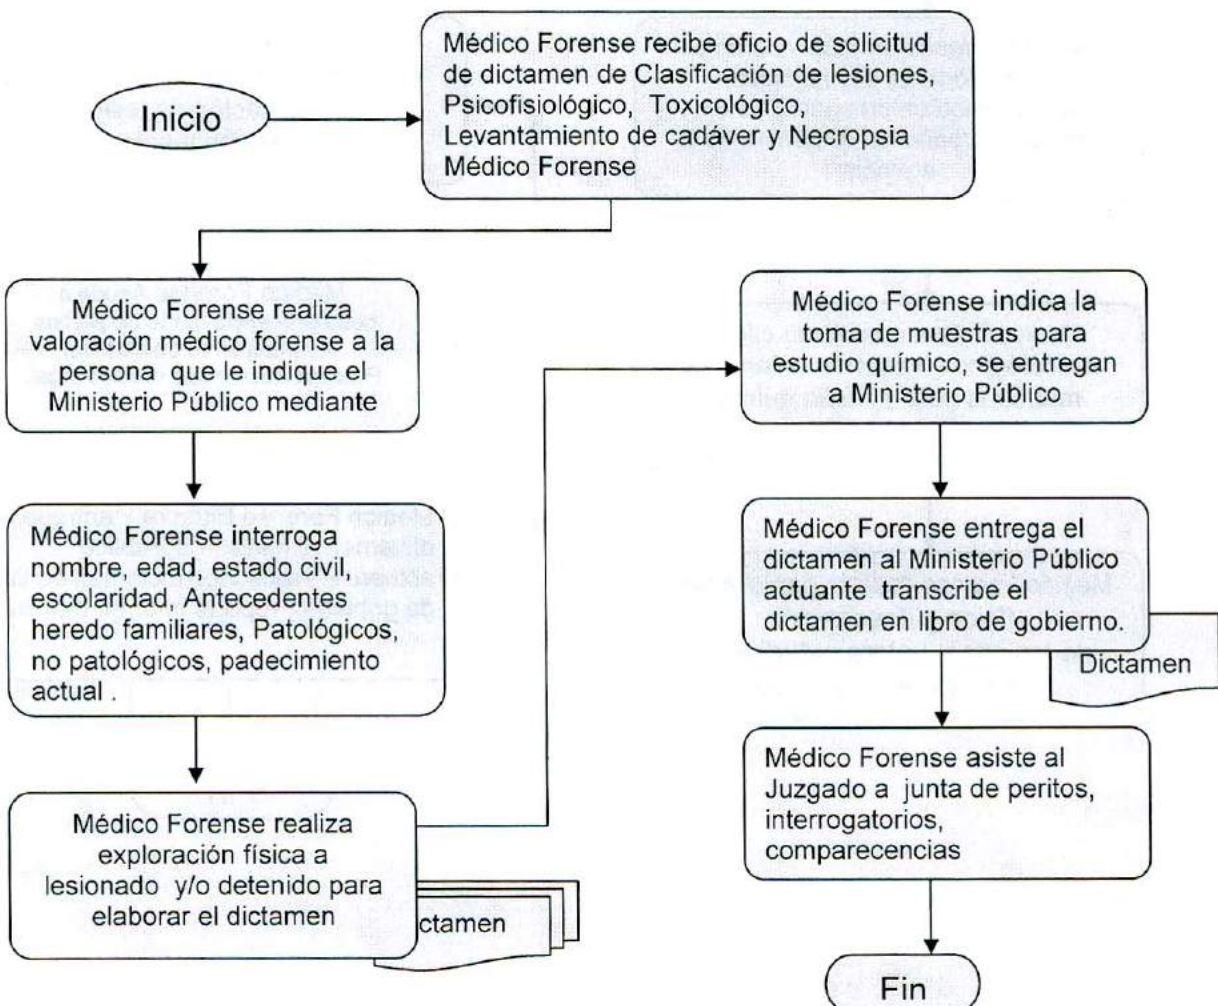 Inicio
Médico Forense recibe oficio de solicitud
de dictamen de Clasificación de lesiones,
Psicofisiológico, Toxicológico,
Levantamiento de cadáver y Necropsia
Médico Forense
Médico Forense realiza
valoración médico forense a la
persona que le indique el
Ministerio Público mediante
Médico Forense interroga
nombre, edad, estado civil,
escolaridad, Antecedentes
heredo familiares, Patológicos,
no patológicos, padecimiento
actual .
Médico Forense realiza
exploración física a
lesionado y/o detenido para
elaborar el dictamen
ctamen
Médico Forense indica la
toma de muestras para
estudio químico, se entregan
a Ministerio Público
Médico Forense entrega el
dictamen al Ministerio Público
actuante transcribe el
dictamen en libro de gobierno.
Dictamen
Médico Forense asiste al
Juzgado a junta de peritos,
interrogatorios,
comparecencias
Fin